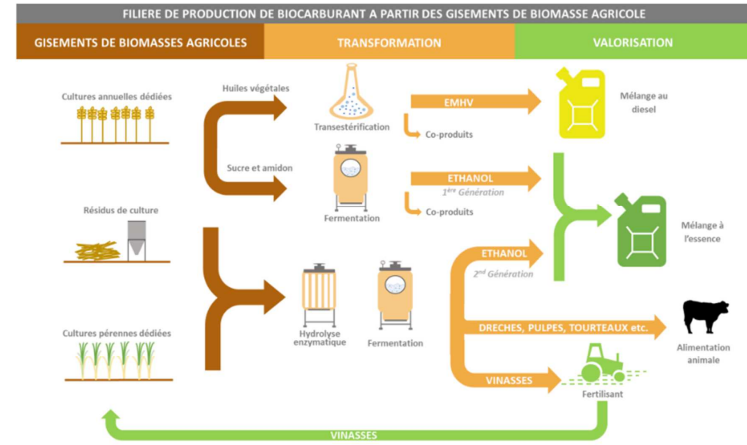 FILIERE DE PRODUCTION DE BIOCARBURANT A PARTIR DES GISEMENTS DE BIOMASSE AGRICOLE
GISEMENTS DE BIOMASSES AGRICOLES
TRANSFORMATION
VALORISATION
Cultures annuelles dédiées
Huiles végétales
Transestérification
EMHV
Co-produits
Mélange au
diesel
Sucre et amidon
Fermentation
ETHANOL
1ère Génération
Co-produits
Résidus de culture
Mélange à
l'essence
ETHANOL
2nd Génération
Cultures pérennes dédiées
Hydrolyse
enzymatique
Fermentation
DRECHES, PULPES, TOURTEAUX etc.
Alimentation
animale
VINASSES
Fertilisant
VINASSES